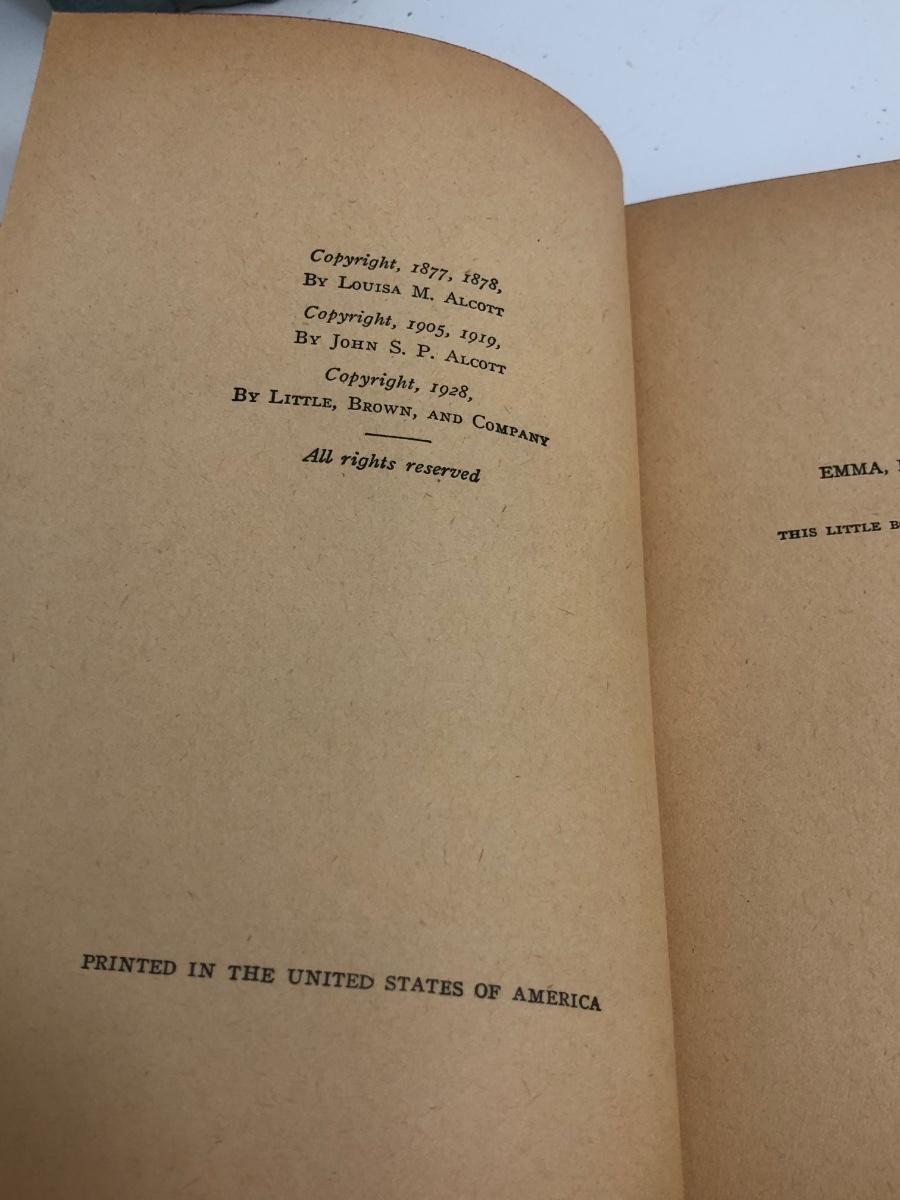 Copyright, 1877, 1878,
By Louisa M. Alcott
Copyright, 1905, 1919,
By John S. P. Alcott
Copyright, 1928,
By Little, Brown, and Company
All rights reserved
PRINTED IN THE UNITED STATES OF AMERICA
EMMA,
THIS LITTLE